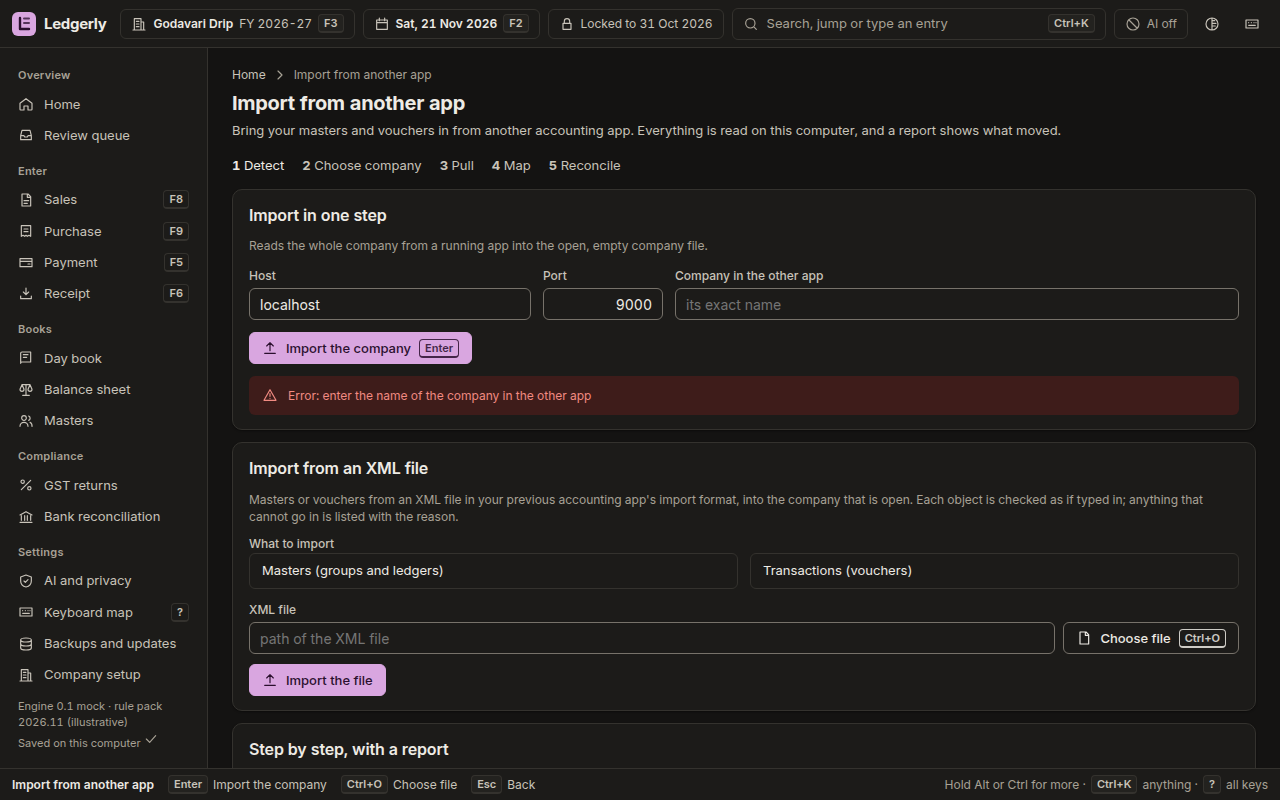 Ledgerly
Godavari Drip FY 2026-27 F3
Sat, 21 Nov 2026 F2
Locked to 31 Oct 2026
Search, jump or type an entry Ctrl+K
AI off
Overview
Home
Review queue
Enter
Sales F8
Purchase F9
Payment F5
Receipt F6
Books
Day book
Balance sheet
Masters
Compliance
GST returns
Bank reconciliation
Settings
AI and privacy
Keyboard map ?
Backups and updates
Company setup
Engine 0.1 mock · rule pack
2026.11 (illustrative)
Saved on this computer
Home > Import from another app
Import from another app
Bring your masters and vouchers in from another accounting app. Everything is read on this computer, and a report shows what moved.
1 Detect 2 Choose company 3 Pull 4 Map 5 Reconcile
Import in one step
Reads the whole company from a running app into the open, empty company file.
Host Port Company in the other app
localhost 9000 its exact name
Import the company Enter
Error: enter the name of the company in the other app
Import from an XML file
Masters or vouchers from an XML file in your previous accounting app's import format, into the company that is open. Each object is checked as if typed in; anything that
cannot go in is listed with the reason.
What to import
Masters (groups and ledgers) Transactions (vouchers)
XML file
path of the XML file Choose file Ctrl+O
Import the file
Step by step, with a report
Import from another app Enter Import the company Ctrl+O Choose file Esc Back
Hold Alt or Ctrl for more · Ctrl+K anything · ? all keys